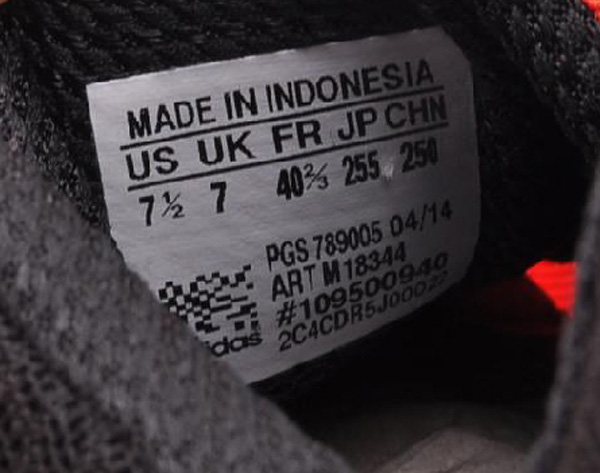 MADE IN INDONESIA
US UK FR JP CHN
7½ 7 40⅔ 255 250
PGS 789005 04/14
ART M18344
#109500940
2C4CDR5J00022
adidas